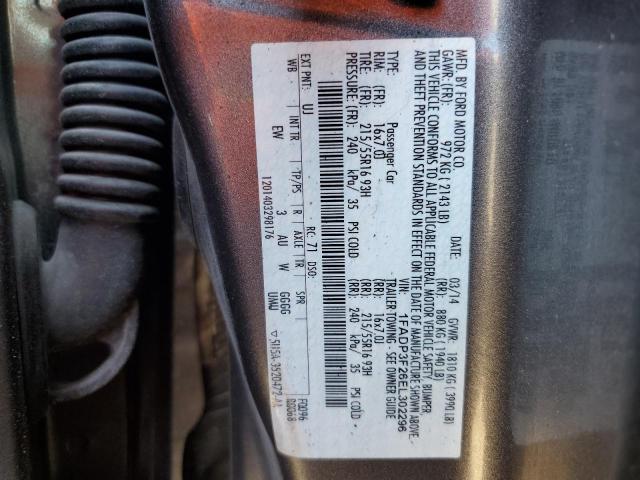 MFD. BY FORD MOTOR CO.
DATE: 03/14 GVWR: 1810 KG (3990LB)
GAWR: (FR): 972 KG (2143LB) (RR): 880 KG (1940LB)
THIS VEHICLE CONFORMS TO ALL APPLICABLE FEDERAL MOTOR VEHICLE SAFETY, BUMPER
AND THEFT PREVENTION STANDARDS IN EFFECT ON THE DATE OF MANUFACTURE SHOWN ABOVE.
VIN: 1FADP3F26EL302296
TYPE: Passenger Car TRAILER TOWING - SEE OWNER GUIDE
RIM: (FR): 16x7.0J (RR): 16x7.0J
TIRE: (FR): 215/55R16 93H (RR): 215/55R16 93H
PRESSURE: (FR): 240 kPa/ 35 PSI COLD (RR): 240 kPa/ 35 PSI COLD
EXT PNT: UJ RC: 71 DSO: F0096
WB INT TR TP/PS R AXLE TR SPR
EW 3 AU W GGGG
UMU
1201403298176